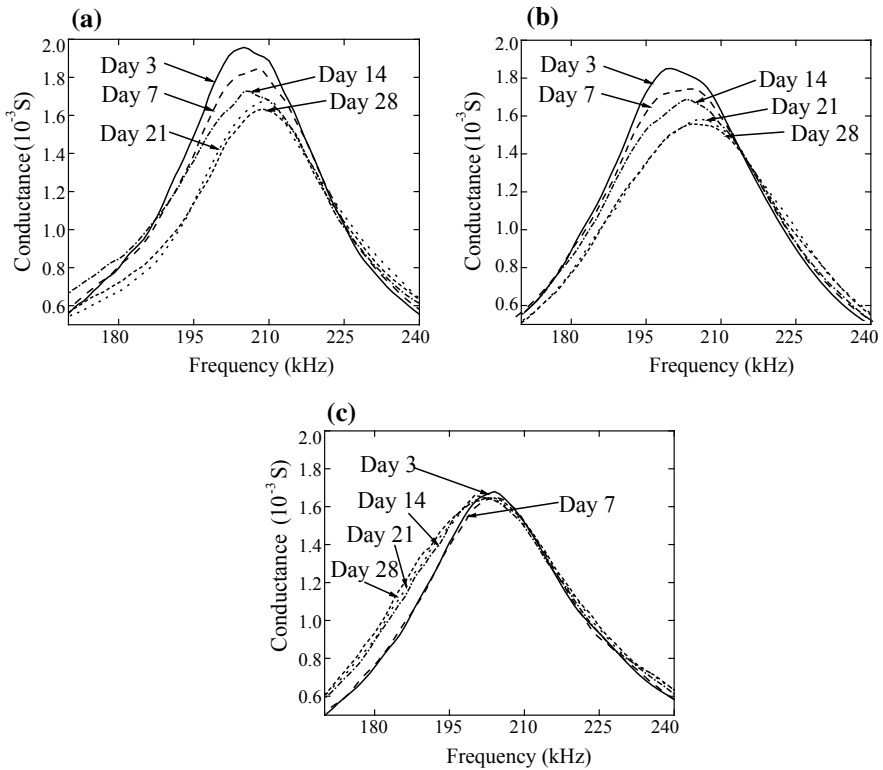 (a)
Conductance (10⁻³ S)
2.0
1.8
1.6
1.4
1.2
1.0
0.8
0.6
Day 3
Day 7
Day 21
Day 14
Day 28
180 195 210 225 240
Frequency (kHz)
(b)
Conductance (10⁻³ S)
2.0
1.8
1.6
1.4
1.2
1.0
0.8
0.6
Day 3
Day 7
Day 14
Day 21
Day 28
180 195 210 225 240
Frequency (kHz)
(c)
Conductance (10⁻³ S)
2.0
1.8
1.6
1.4
1.2
1.0
0.8
0.6
Day 3
Day 14
Day 7
Day 21
Day 28
180 195 210 225 240
Frequency (kHz)